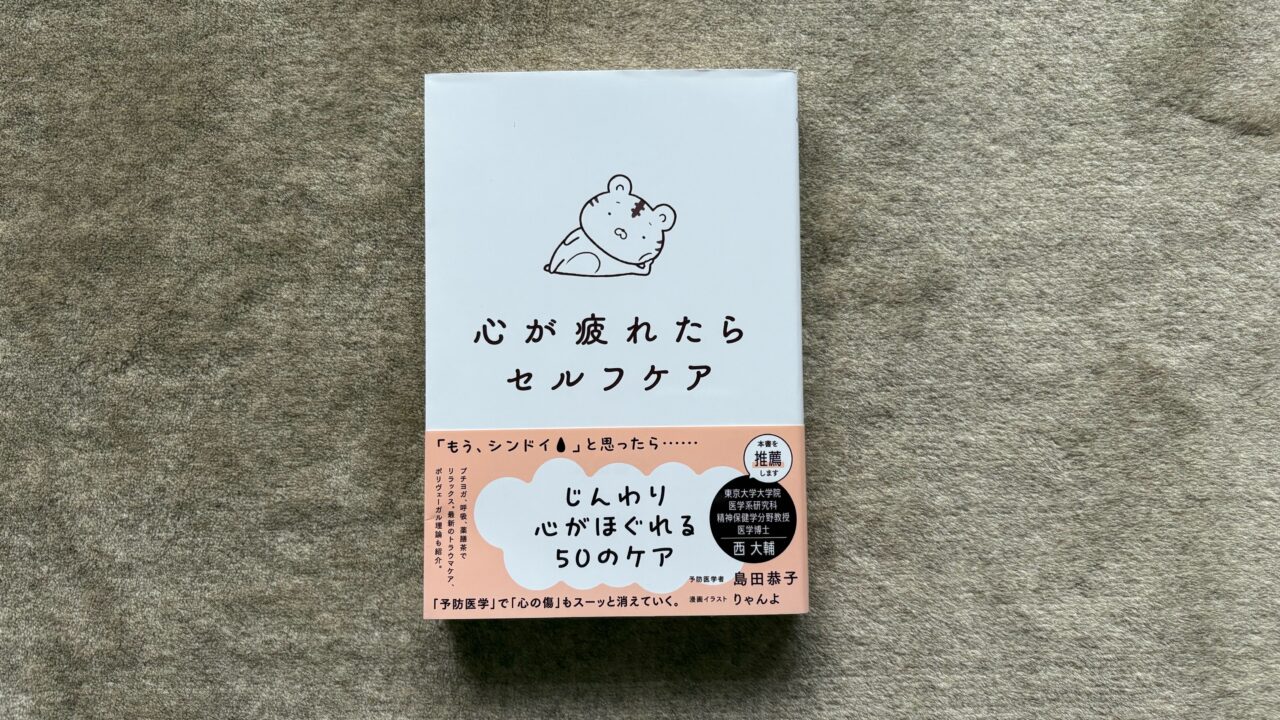 心が疲れたら
セルフケア
「もう、シンドイ」と思ったら……
プチヨガ、呼吸、薬膳茶で
リラックス。最新のトラウマケア、
ポリヴェーガル理論も紹介。
じんわり
心がほぐれる
50のケア
本書を
推薦
します
東京大学大学院
医学系研究科
精神保健学分野教授
医学博士
西 大輔
予防医学者 島田恭子
漫画イラスト りゃんよ
「予防医学」で「心の傷」もスーッと消えていく。